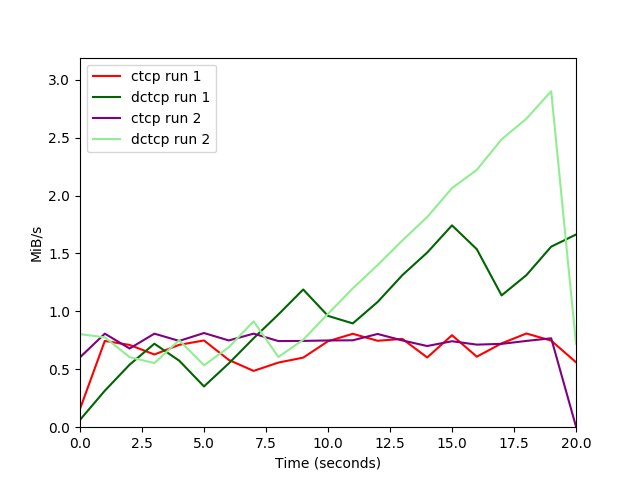 ctcp run 1
dctcp run 1
ctcp run 2
dctcp run 2
MiB/s
3.0
2.5
2.0
1.5
1.0
0.5
0.0
0.0 2.5 5.0 7.5 10.0 12.5 15.0 17.5 20.0
Time (seconds)